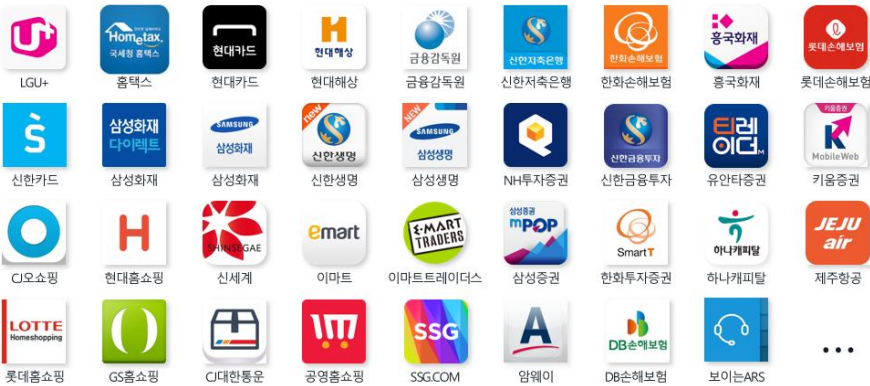 U+
Hometax.
국세청 홈택스
현대카드
현대해상
금융감독원
신한저축은행
한화손해보험
흥국화재
롯데손해보험
LGU+ 홈택스 현대카드 현대해상 금융감독원 신한저축은행 한화손해보험 흥국화재 롯데손해보험
S
삼성화재
다이렉트
SAMSUNG
삼성화재
new
신한생명
NEW
SAMSUNG
삼성생명
신한금융투자
티레이더M
키움증권
K
MobileWeb
신한카드 삼성화재 삼성화재 신한생명 삼성생명 NH투자증권 신한금융투자 유안타증권 키움증권
H
SHINSEGAE
emart
E·MART
TRADERS
삼성증권
mPOP
SmartT
하나캐피탈
JEJU
air
CJ오쇼핑 현대홈쇼핑 신세계 이마트 이마트트레이더스 삼성증권 한화투자증권 하나캐피탈 제주항공
LOTTE
Homeshopping
SSG
A
DB손해보험
...
롯데홈쇼핑 GS홈쇼핑 CJ대한통운 공영홈쇼핑 SSG.COM 암웨이 DB손해보험 보이는ARS